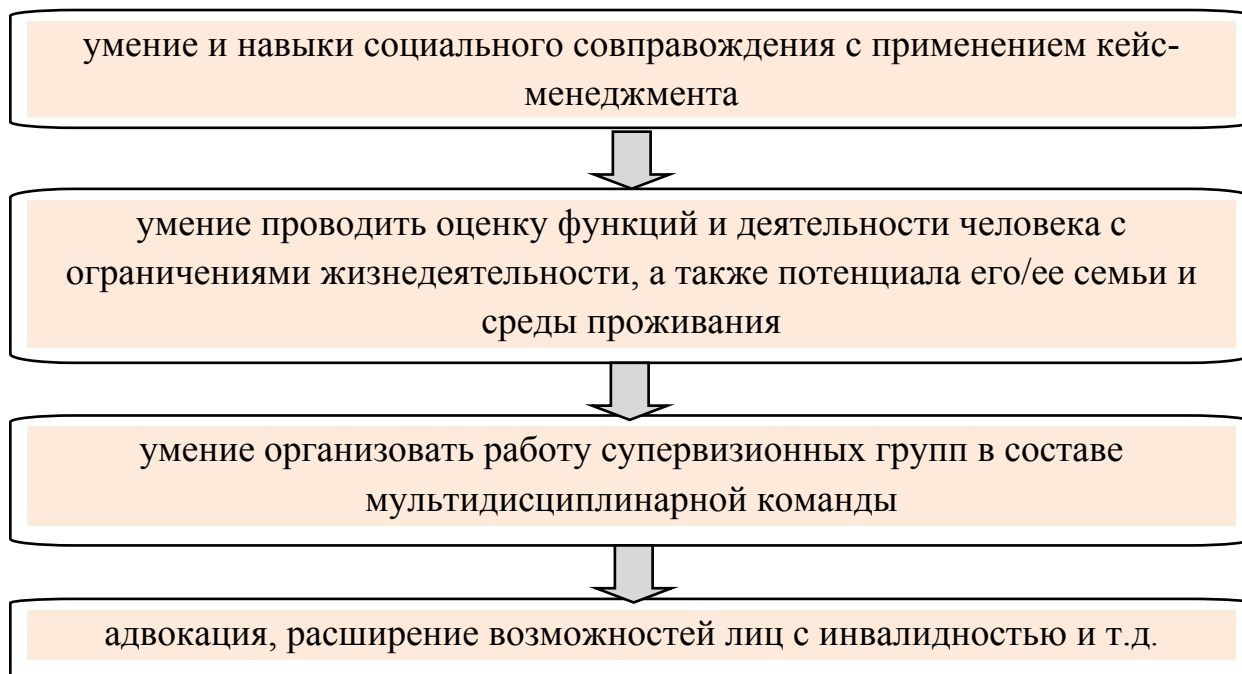 умение и навыки социального совправождения с применением кейс-
менеджмента
умение проводить оценку функций и деятельности человека с
ограничениями жизнедеятельности, а также потенциала его/ее семьи и
среды проживания
умение организовать работу супервизионных групп в составе
мультидисциплинарной команды
адвокация, расширение возможностей лиц с инвалидностью и т.д.